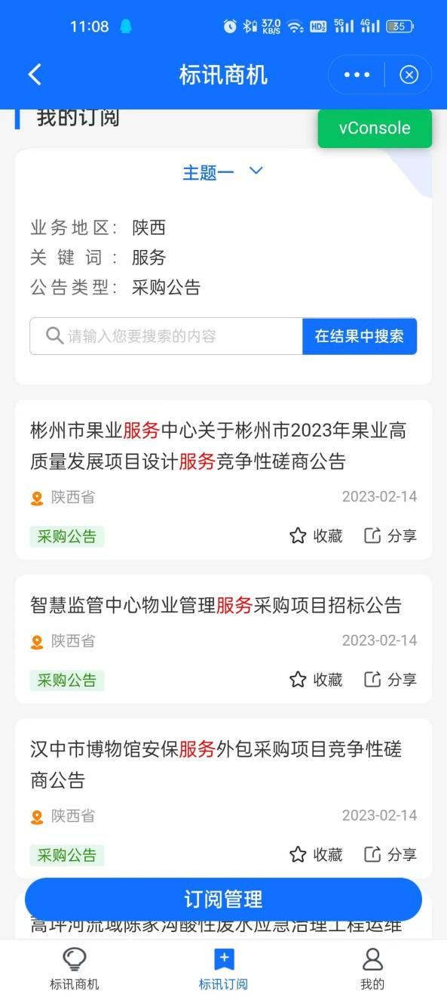 11:08 37.0 KB/S HD 5G 4G 35
标讯商机
我的订阅
vConsole
主题一
业务地区： 陕西
关键词： 服务
公告类型： 采购公告
请输入您要搜索的内容 在结果中搜索
彬州市果业服务中心关于彬州市2023年果业高
质量发展项目设计服务竞争性磋商公告
陕西省 2023-02-14
采购公告 收藏 分享
智慧监管中心物业管理服务采购项目招标公告
陕西省 2023-02-14
采购公告 收藏 分享
汉中市博物馆安保服务外包采购项目竞争性磋
商公告
陕西省 2023-02-14
采购公告 收藏 分享
订阅管理
高坪河流域陈家沟酸性废水应急治理工程运维
标讯商机 标讯订阅 我的